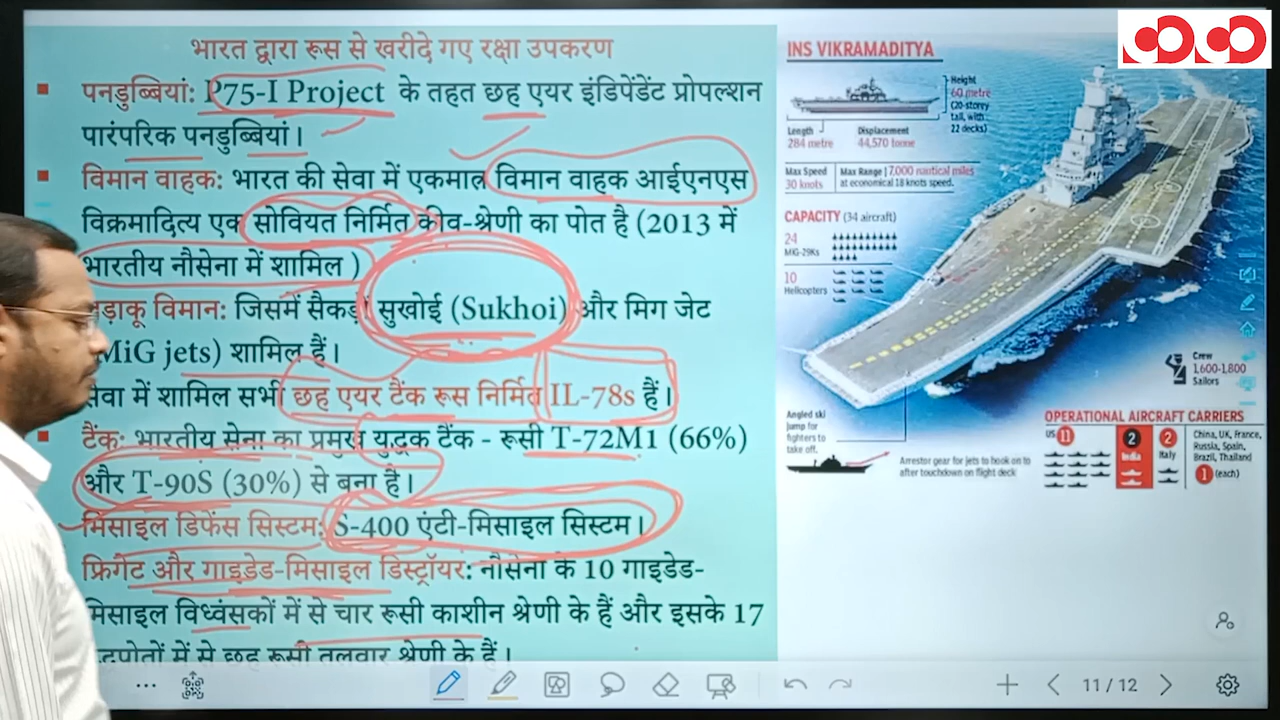 भारत द्वारा रूस से खरीदे गए रक्षा उपकरण
पनडुब्बियां: P75-I Project के तहत छह एयर इंडिपेंडेंट प्रोपल्शन
पारंपरिक पनडुब्बियां।
विमान वाहक: भारत की सेवा में एकमात्र विमान वाहक आईएनएस
विक्रमादित्य एक सोवियत निर्मित कीव-श्रेणी का पोत है (2013 में
भारतीय नौसेना में शामिल )
विमान: जिसमें सैकड़ों सुखोई (Sukhoi) और मिग जेट
MiG jets) शामिल हैं।
सेवा में शामिल सभी छह एयर टैंक रूस निर्मित IL-78s हैं।
टैंक: भारतीय सेना का प्रमुख युद्धक टैंक - रूसी T-72M1 (66%)
और T-90S (30%) से बना है।
मिसाइल डिफेंस सिस्टम: S-400 एंटी-मिसाइल सिस्टम।
फ्रिगेट और गाइडेड-मिसाइल डिस्ट्रॉयर: नौसेना के 10 गाइडेड-
मिसाइल विध्वंसकों में से चार रूसी काशीन श्रेणी के हैं और इसके 17
में से छह रूसी तलवार श्रेणी के हैं।
INS VIKRAMADITYA
Height
60 metre
(20-storey
tall, with
22 decks)
Length
284 metre
Displacement
44,570 tonne
Max Speed
30 knots
Max Range 7,000 nautical miles
at economical 18 knots speed.
CAPACITY (34 aircraft)
24
MIG-29Ks
10
Helicopters
Crew
1,600-1,800
Sailors
Angled ski
jump for
fighters to
take off.
Arrestor gear for jets to hook on to
after touchdown on flight deck
OPERATIONAL AIRCRAFT CARRIERS
US 11
2
India
2
Italy
China, UK, France,
Russia, Spain,
Brazil, Thailand
1 (each)
11 / 12